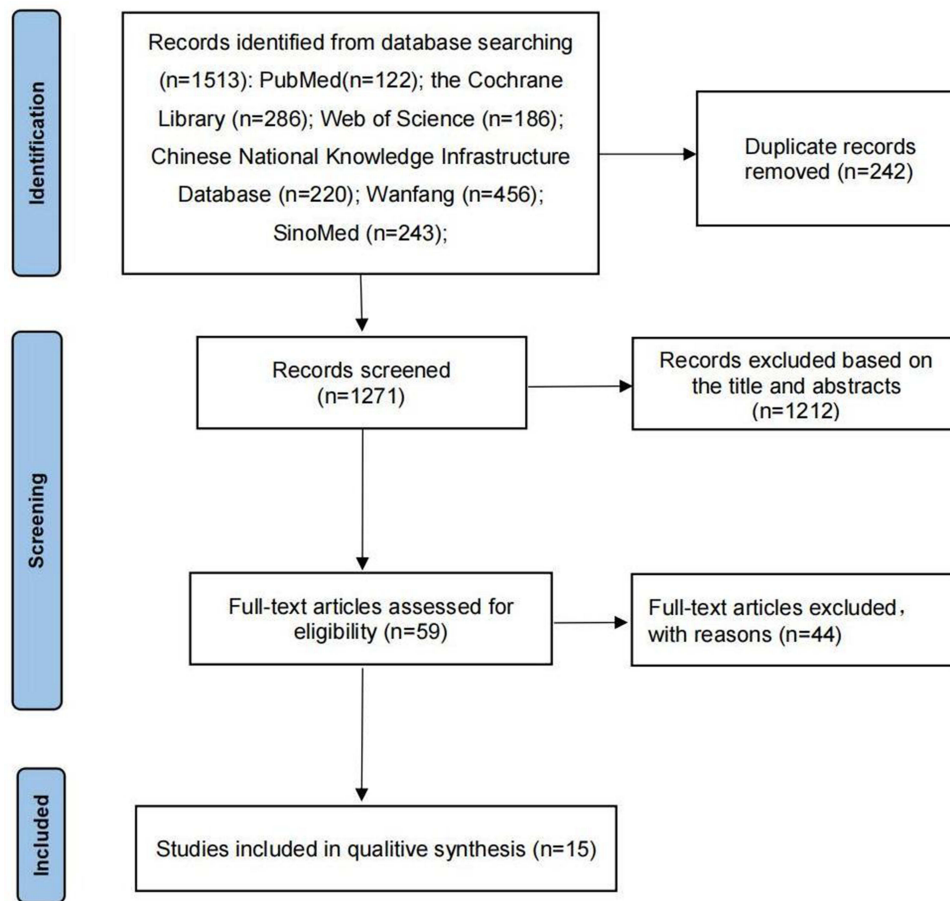 Identification
Records identified from database searching
(n=1513): PubMed(n=122); the Cochrane
Library (n=286); Web of Science (n=186);
Chinese National Knowledge Infrastructure
Database (n=220); Wanfang (n=456);
SinoMed (n=243);
Duplicate records
removed (n=242)
Screening
Records screened
(n=1271)
Records excluded based on
the title and abstracts
(n=1212)
Full-text articles assessed for
eligibility (n=59)
Full-text articles excluded,
with reasons (n=44)
Included
Studies included in qualitive synthesis (n=15)